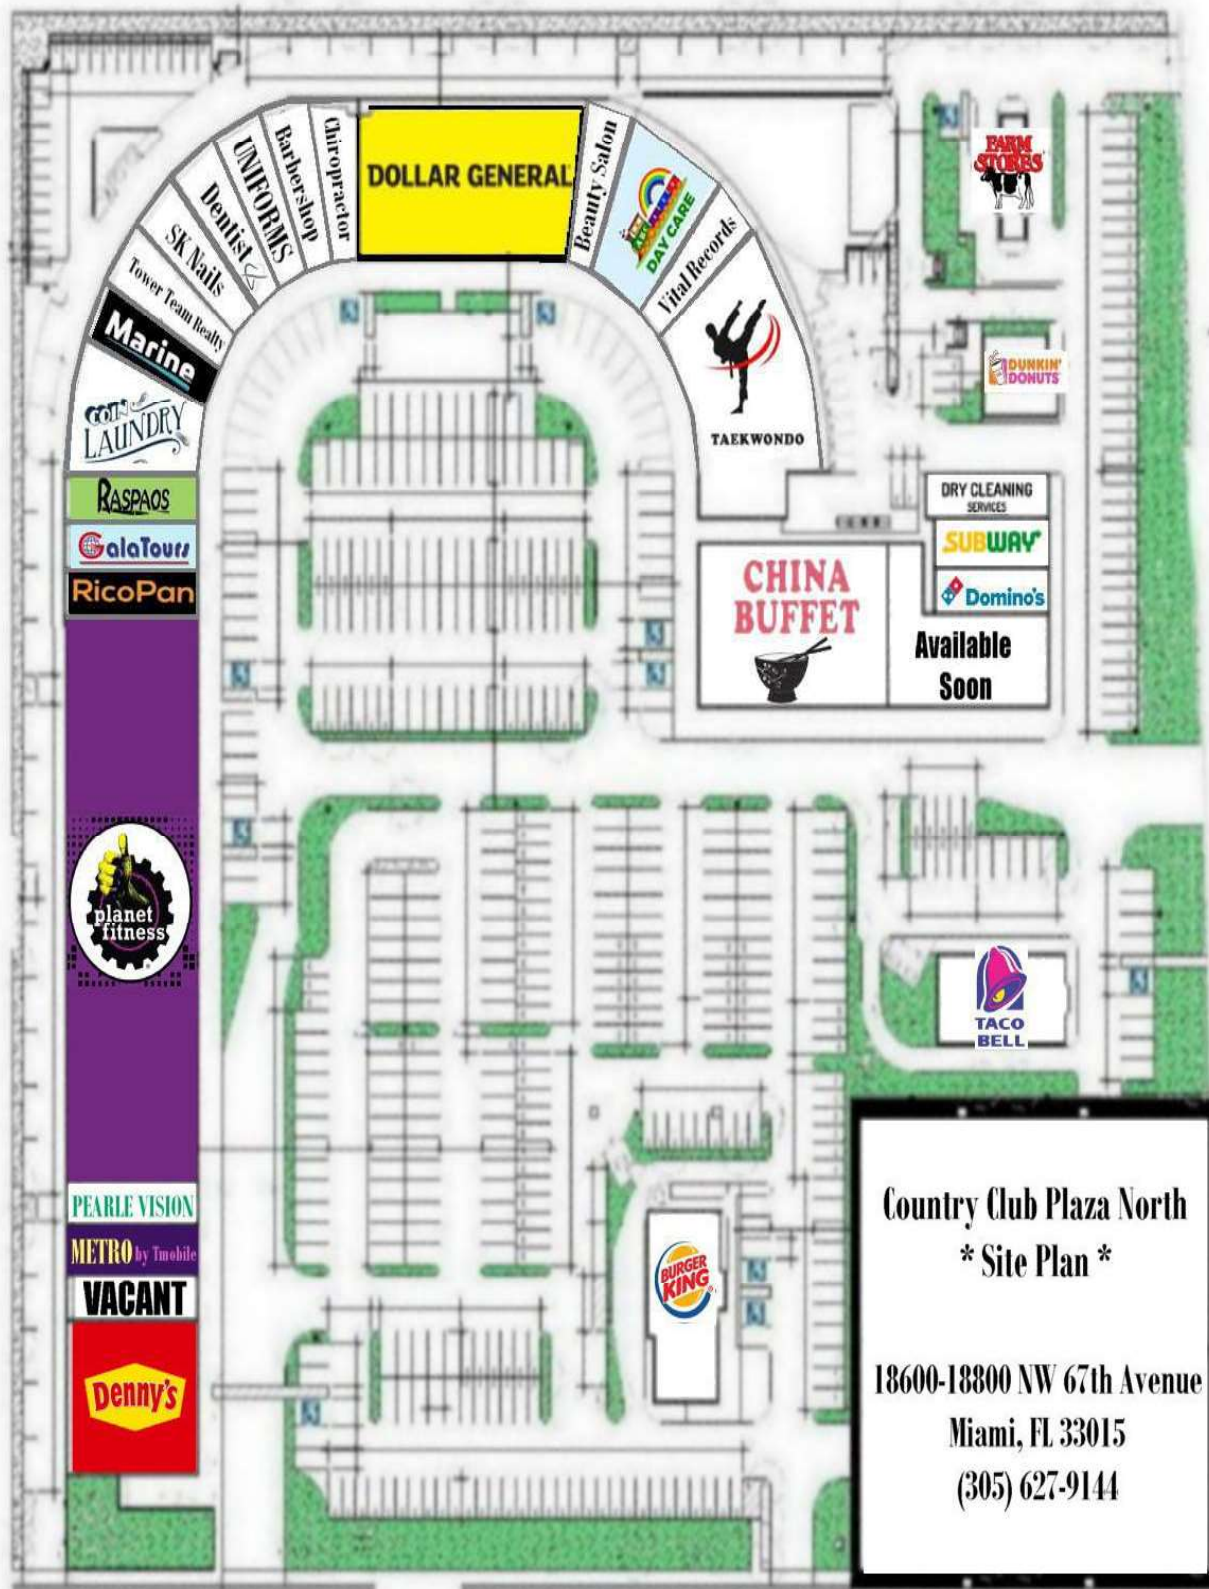 Chiropractor
Barbershop
UNIFORMS
Dentist
SK Nails
Tower Team Realty
Marine
COIN
LAUNDRY
RASPAOS
GalaTours
RicoPan
planet
fitness
PEARLE VISION
METRO by Tmobile
VACANT
Denny's
DOLLAR GENERAL
Beauty Salon
DAY CARE
Vital Records
TAEKWONDO
FARM
STORES
DUNKIN'
DONUTS
DRY CLEANING
SERVICES
SUBWAY
Domino's
CHINA
BUFFET
Available
Soon
TACO
BELL
BURGER
KING
Country Club Plaza North
* Site Plan *
18600-18800 NW 67th Avenue
Miami, FL 33015
(305) 627-9144